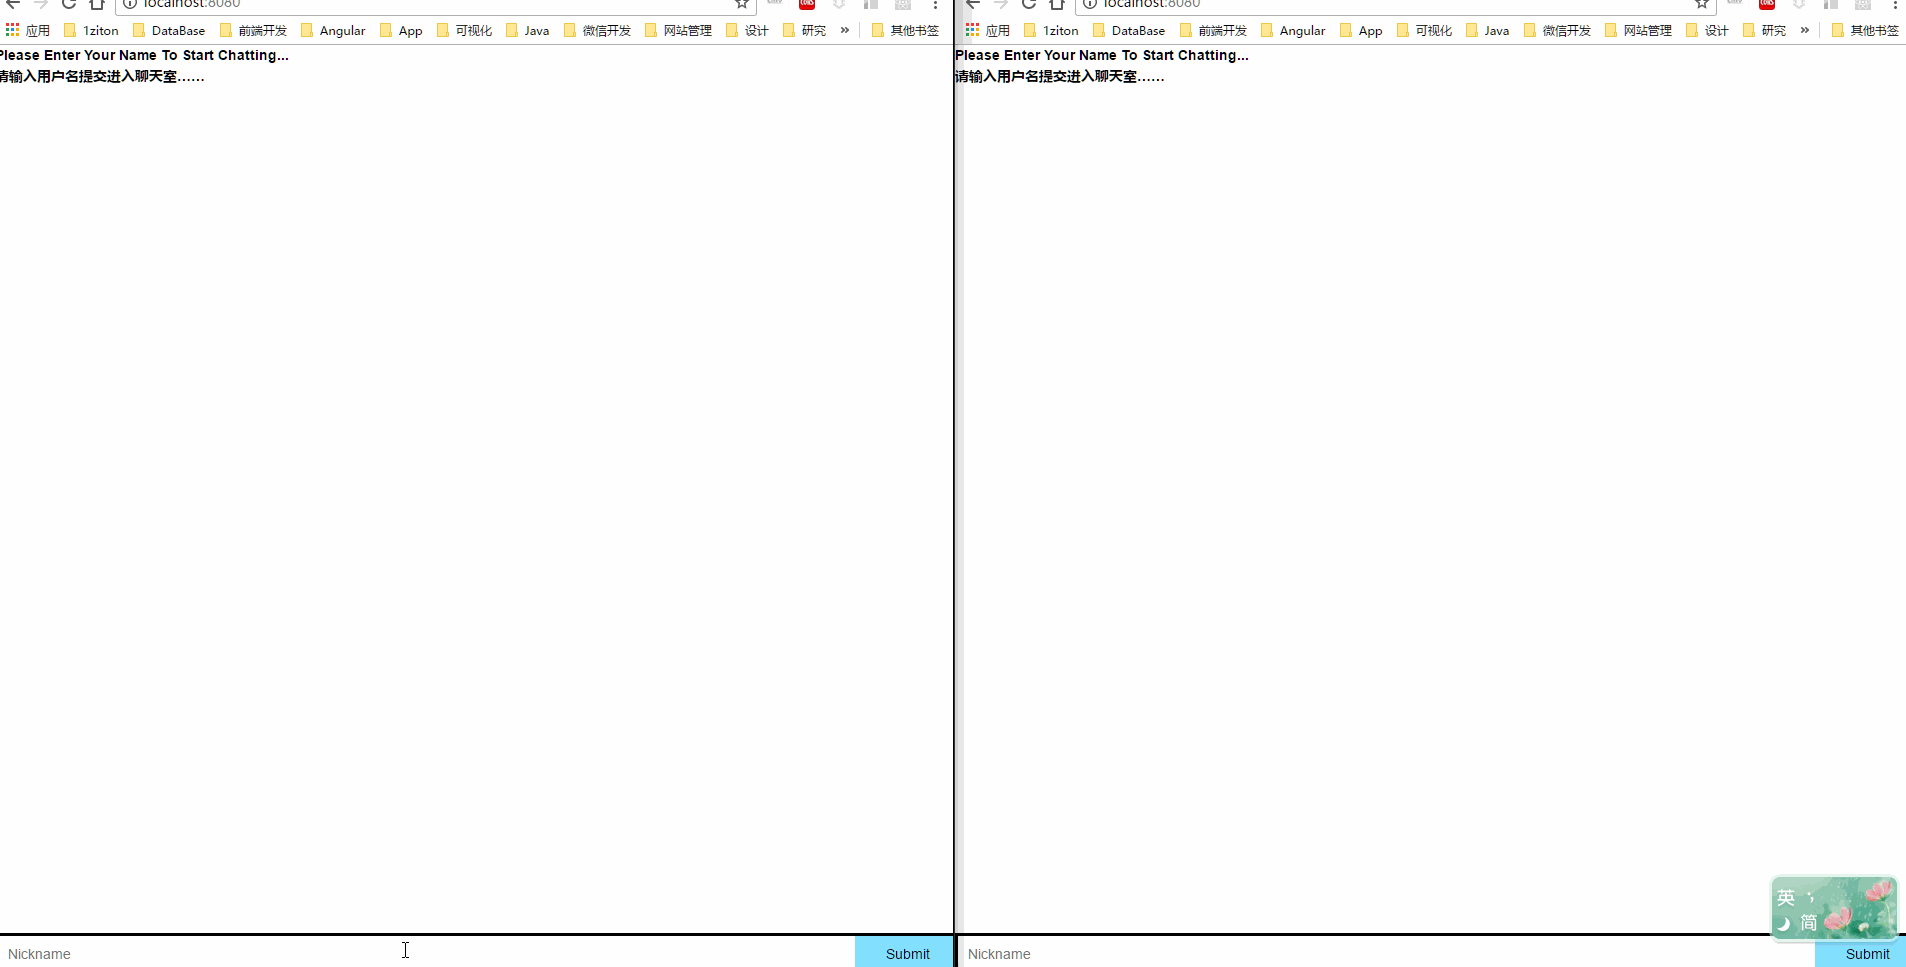 localhost:8080
应用 1ziton DataBase 前端开发 Angular App 可视化 Java 微信开发 网站管理 设计 研究 » 其他书签
Please Enter Your Name To Start Chatting...
请输入用户名提交进入聊天室……
Nickname Submit
localhost:8080
应用 1ziton DataBase 前端开发 Angular App 可视化 Java 微信开发 网站管理 设计 研究 » 其他书签
Please Enter Your Name To Start Chatting...
请输入用户名提交进入聊天室……
英 ；
简
Nickname Submit